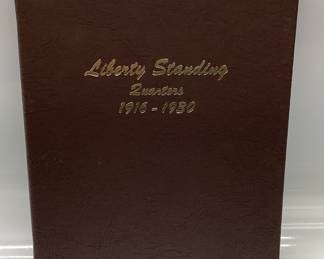 Liberty Standing
Quarters
1916 - 1930